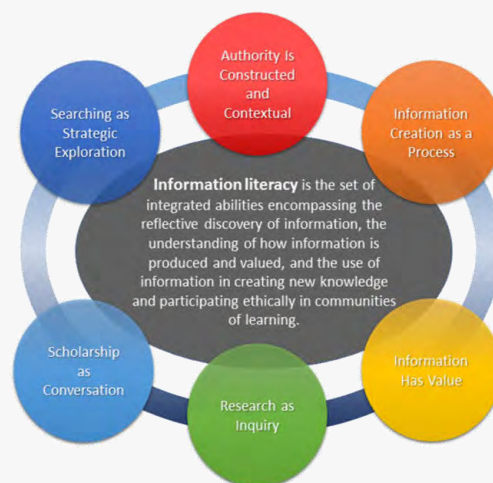 Authority Is
Constructed
and
Contextual
Information
Creation as a
Process
Information
Has Value
Research as
Inquiry
Scholarship
as
Conversation
Searching as
Strategic
Exploration
Information literacy is the set of
integrated abilities encompassing the
reflective discovery of information, the
understanding of how information is
produced and valued, and the use of
information in creating new knowledge
and participating ethically in communities
of learning.